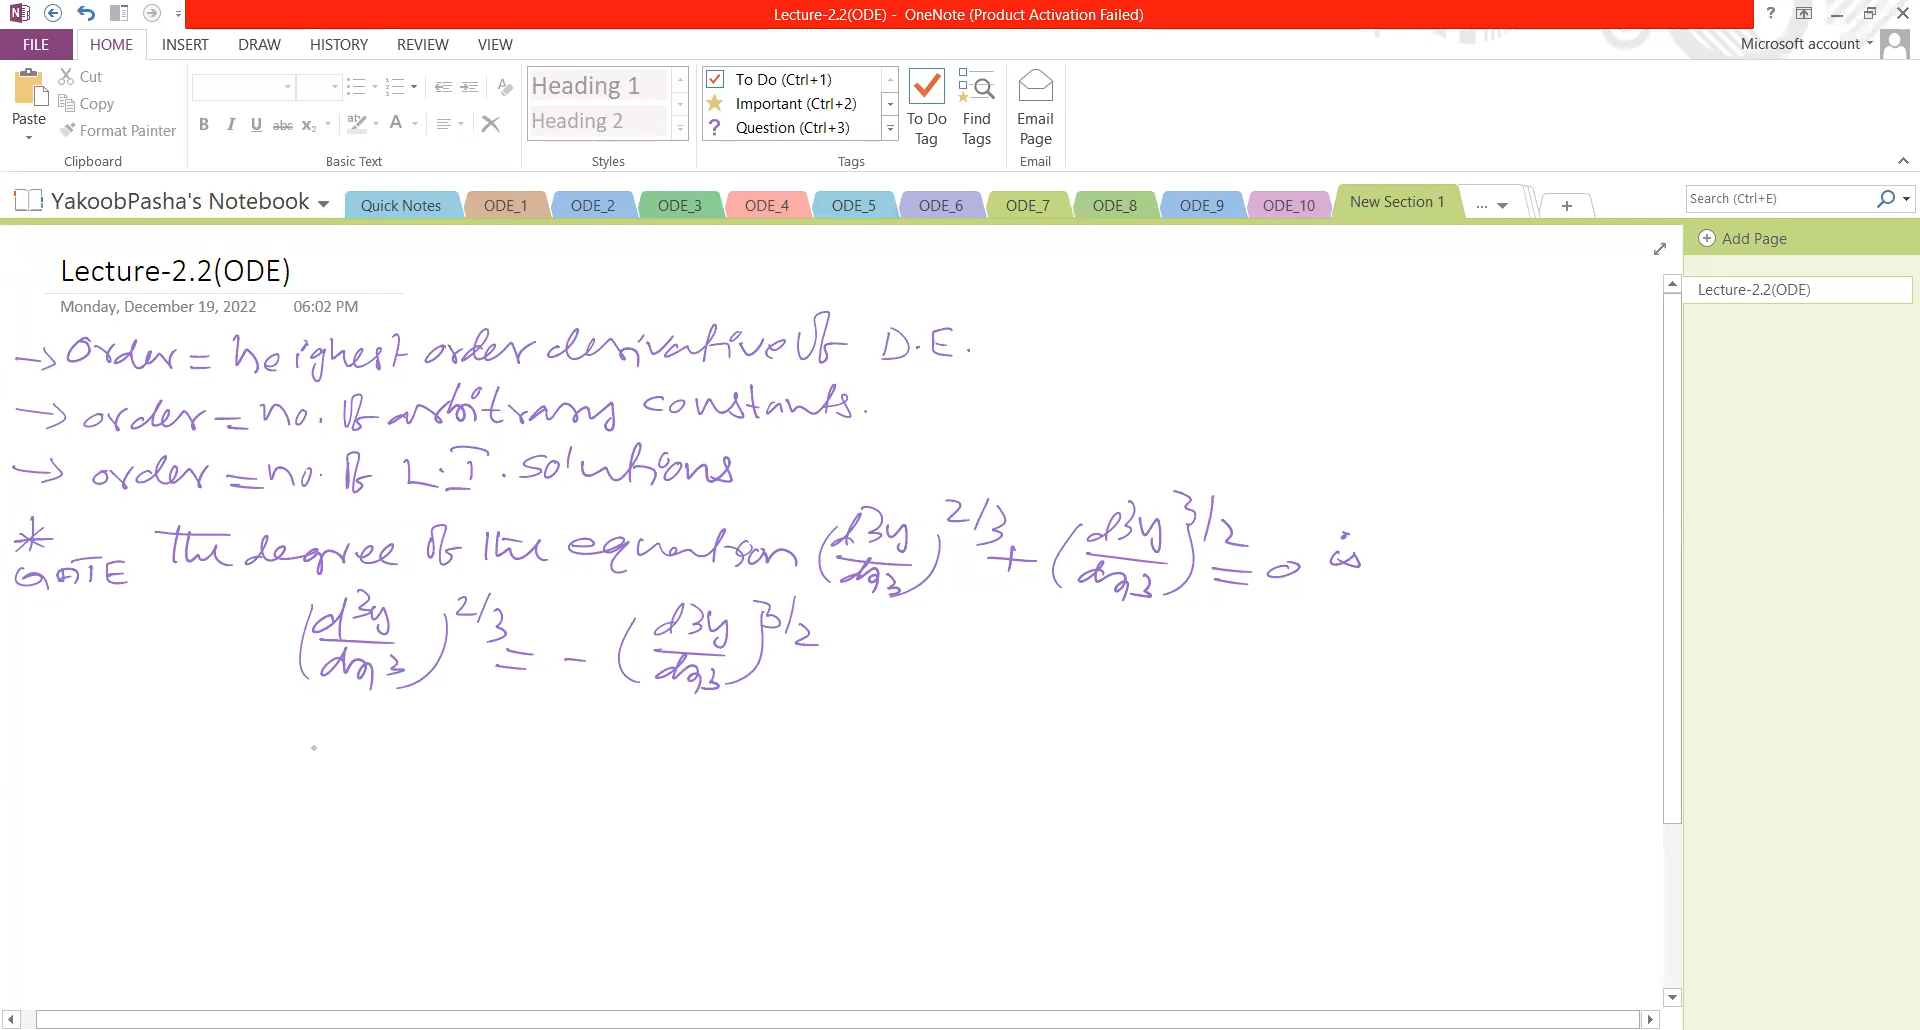 Lecture-2.2(ODE) - OneNote (Product Activation Failed)
FILE HOME INSERT DRAW HISTORY REVIEW VIEW
Microsoft account
Paste
Cut
Copy
Format Painter
Clipboard
B I U abc x₂ A
Basic Text
Heading 1
Heading 2
Styles
To Do (Ctrl+1)
Important (Ctrl+2)
Question (Ctrl+3)
To Do Tag
Find Tags
Tags
Email Page
Email
YakoobPasha's Notebook
Quick Notes ODE_1 ODE_2 ODE_3 ODE_4 ODE_5 ODE_6 ODE_7 ODE_8 ODE_9 ODE_10 New Section 1 ...
Search (Ctrl+E)
Add Page
Lecture-2.2(ODE)
Lecture-2.2(ODE)
Monday, December 19, 2022 06:02 PM
→ Order = heighest order derivative of D.E.
→ order = no. of arbitrary constants.
→ order = no. of L.I. solutions
* GATE The degree of the equation (d³y/dx³)^2/3 + (d³y/dx³)^3/2 = 0 is
(d³y/dx³)^2/3 = - (d³y/dx³)^3/2